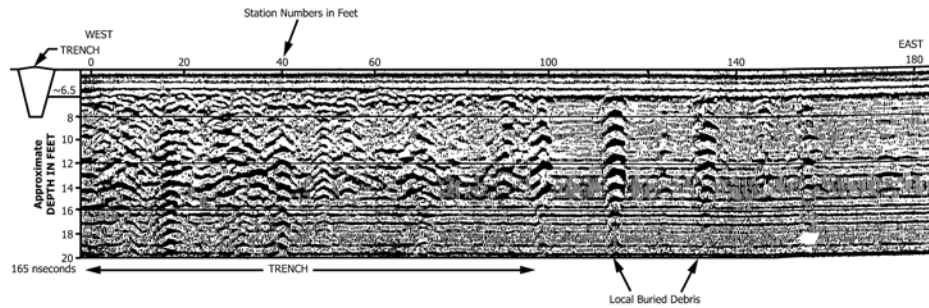 Station Numbers in Feet
WEST
EAST
TRENCH
0 20 40 60 100 140 180
~6.5
8
10
12
14
16
18
20
Approximate
DEPTH IN FEET
165 nseconds
TRENCH
Local Buried Debris